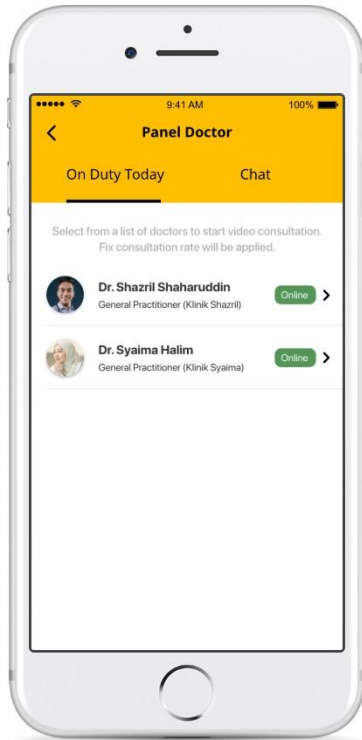 9:41 AM
100%
Panel Doctor
On Duty Today
Chat
Select from a list of doctors to start video consultation.
Fix consultation rate will be applied.
Dr. Shazril Shaharuddin
General Practitioner (Klinik Shazril)
Online
Dr. Syaima Halim
General Practitioner (Klinik Syaima)
Online